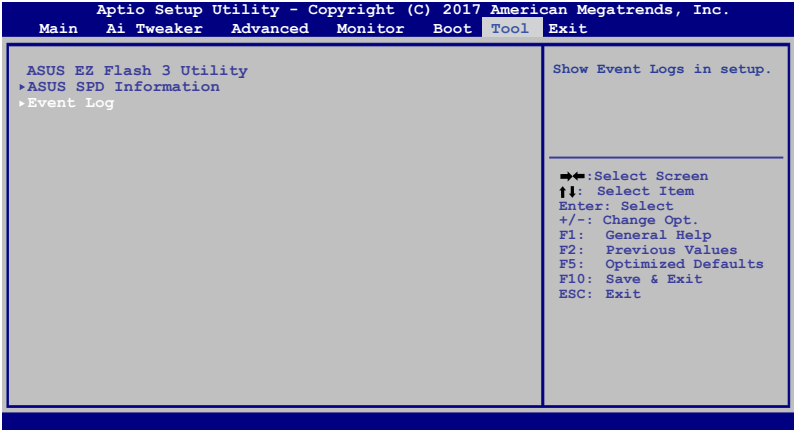 Aptio Setup Utility - Copyright (C) 2017 American Megatrends, Inc.
Main Ai Tweaker Advanced Monitor Boot Tool Exit
ASUS EZ Flash 3 Utility
▸ASUS SPD Information
▸Event Log
Show Event Logs in setup.
→←:Select Screen
↑↓: Select Item
Enter: Select
+/-: Change Opt.
F1: General Help
F2: Previous Values
F5: Optimized Defaults
F10: Save & Exit
ESC: Exit